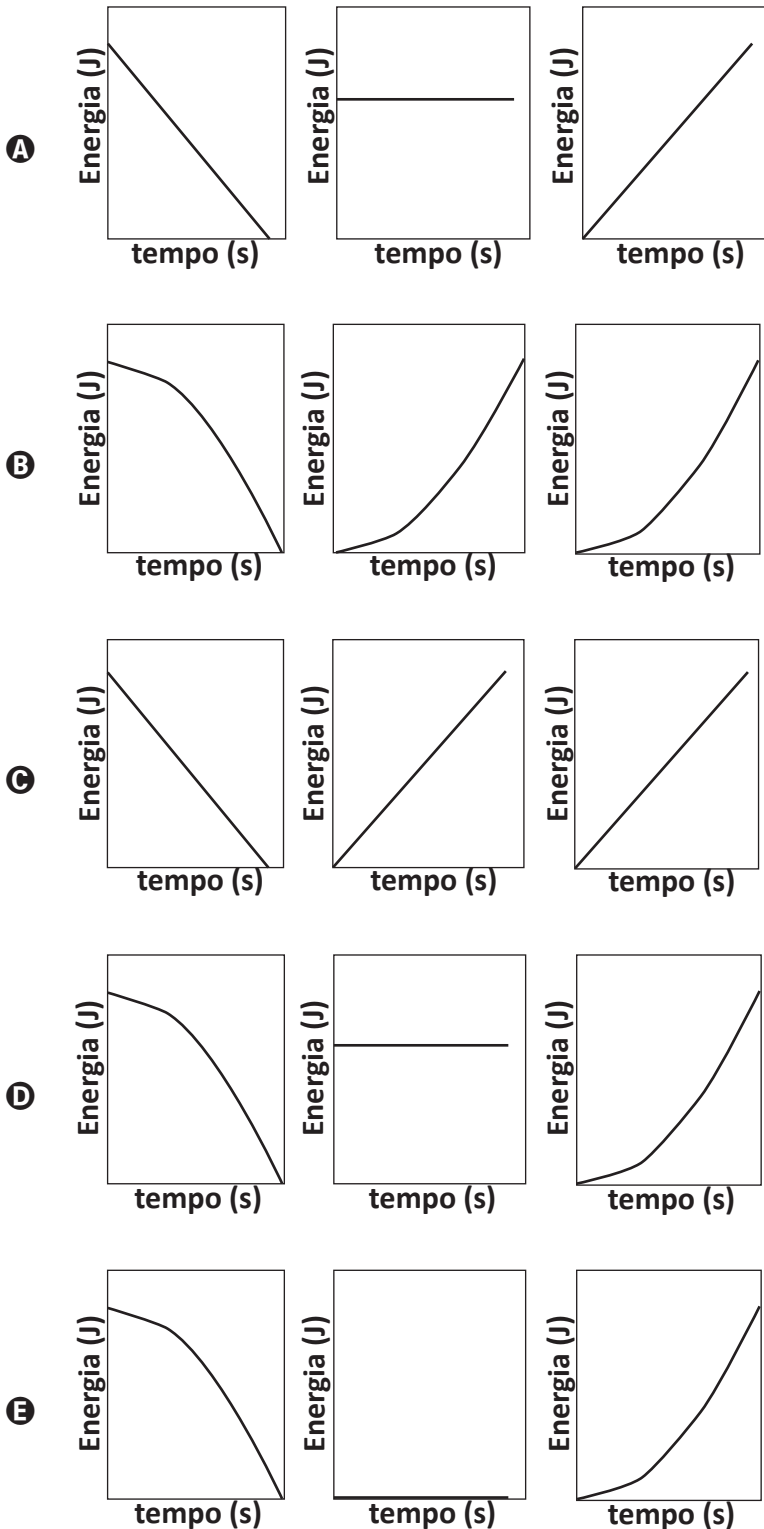 Energia (J) Energia (J) Energia (J)
A
tempo (s) tempo (s) tempo (s)
Energia (J) Energia (J) Energia (J)
B
tempo (s) tempo (s) tempo (s)
Energia (J) Energia (J) Energia (J)
C
tempo (s) tempo (s) tempo (s)
Energia (J) Energia (J) Energia (J)
D
tempo (s) tempo (s) tempo (s)
Energia (J) Energia (J) Energia (J)
E
tempo (s) tempo (s) tempo (s)